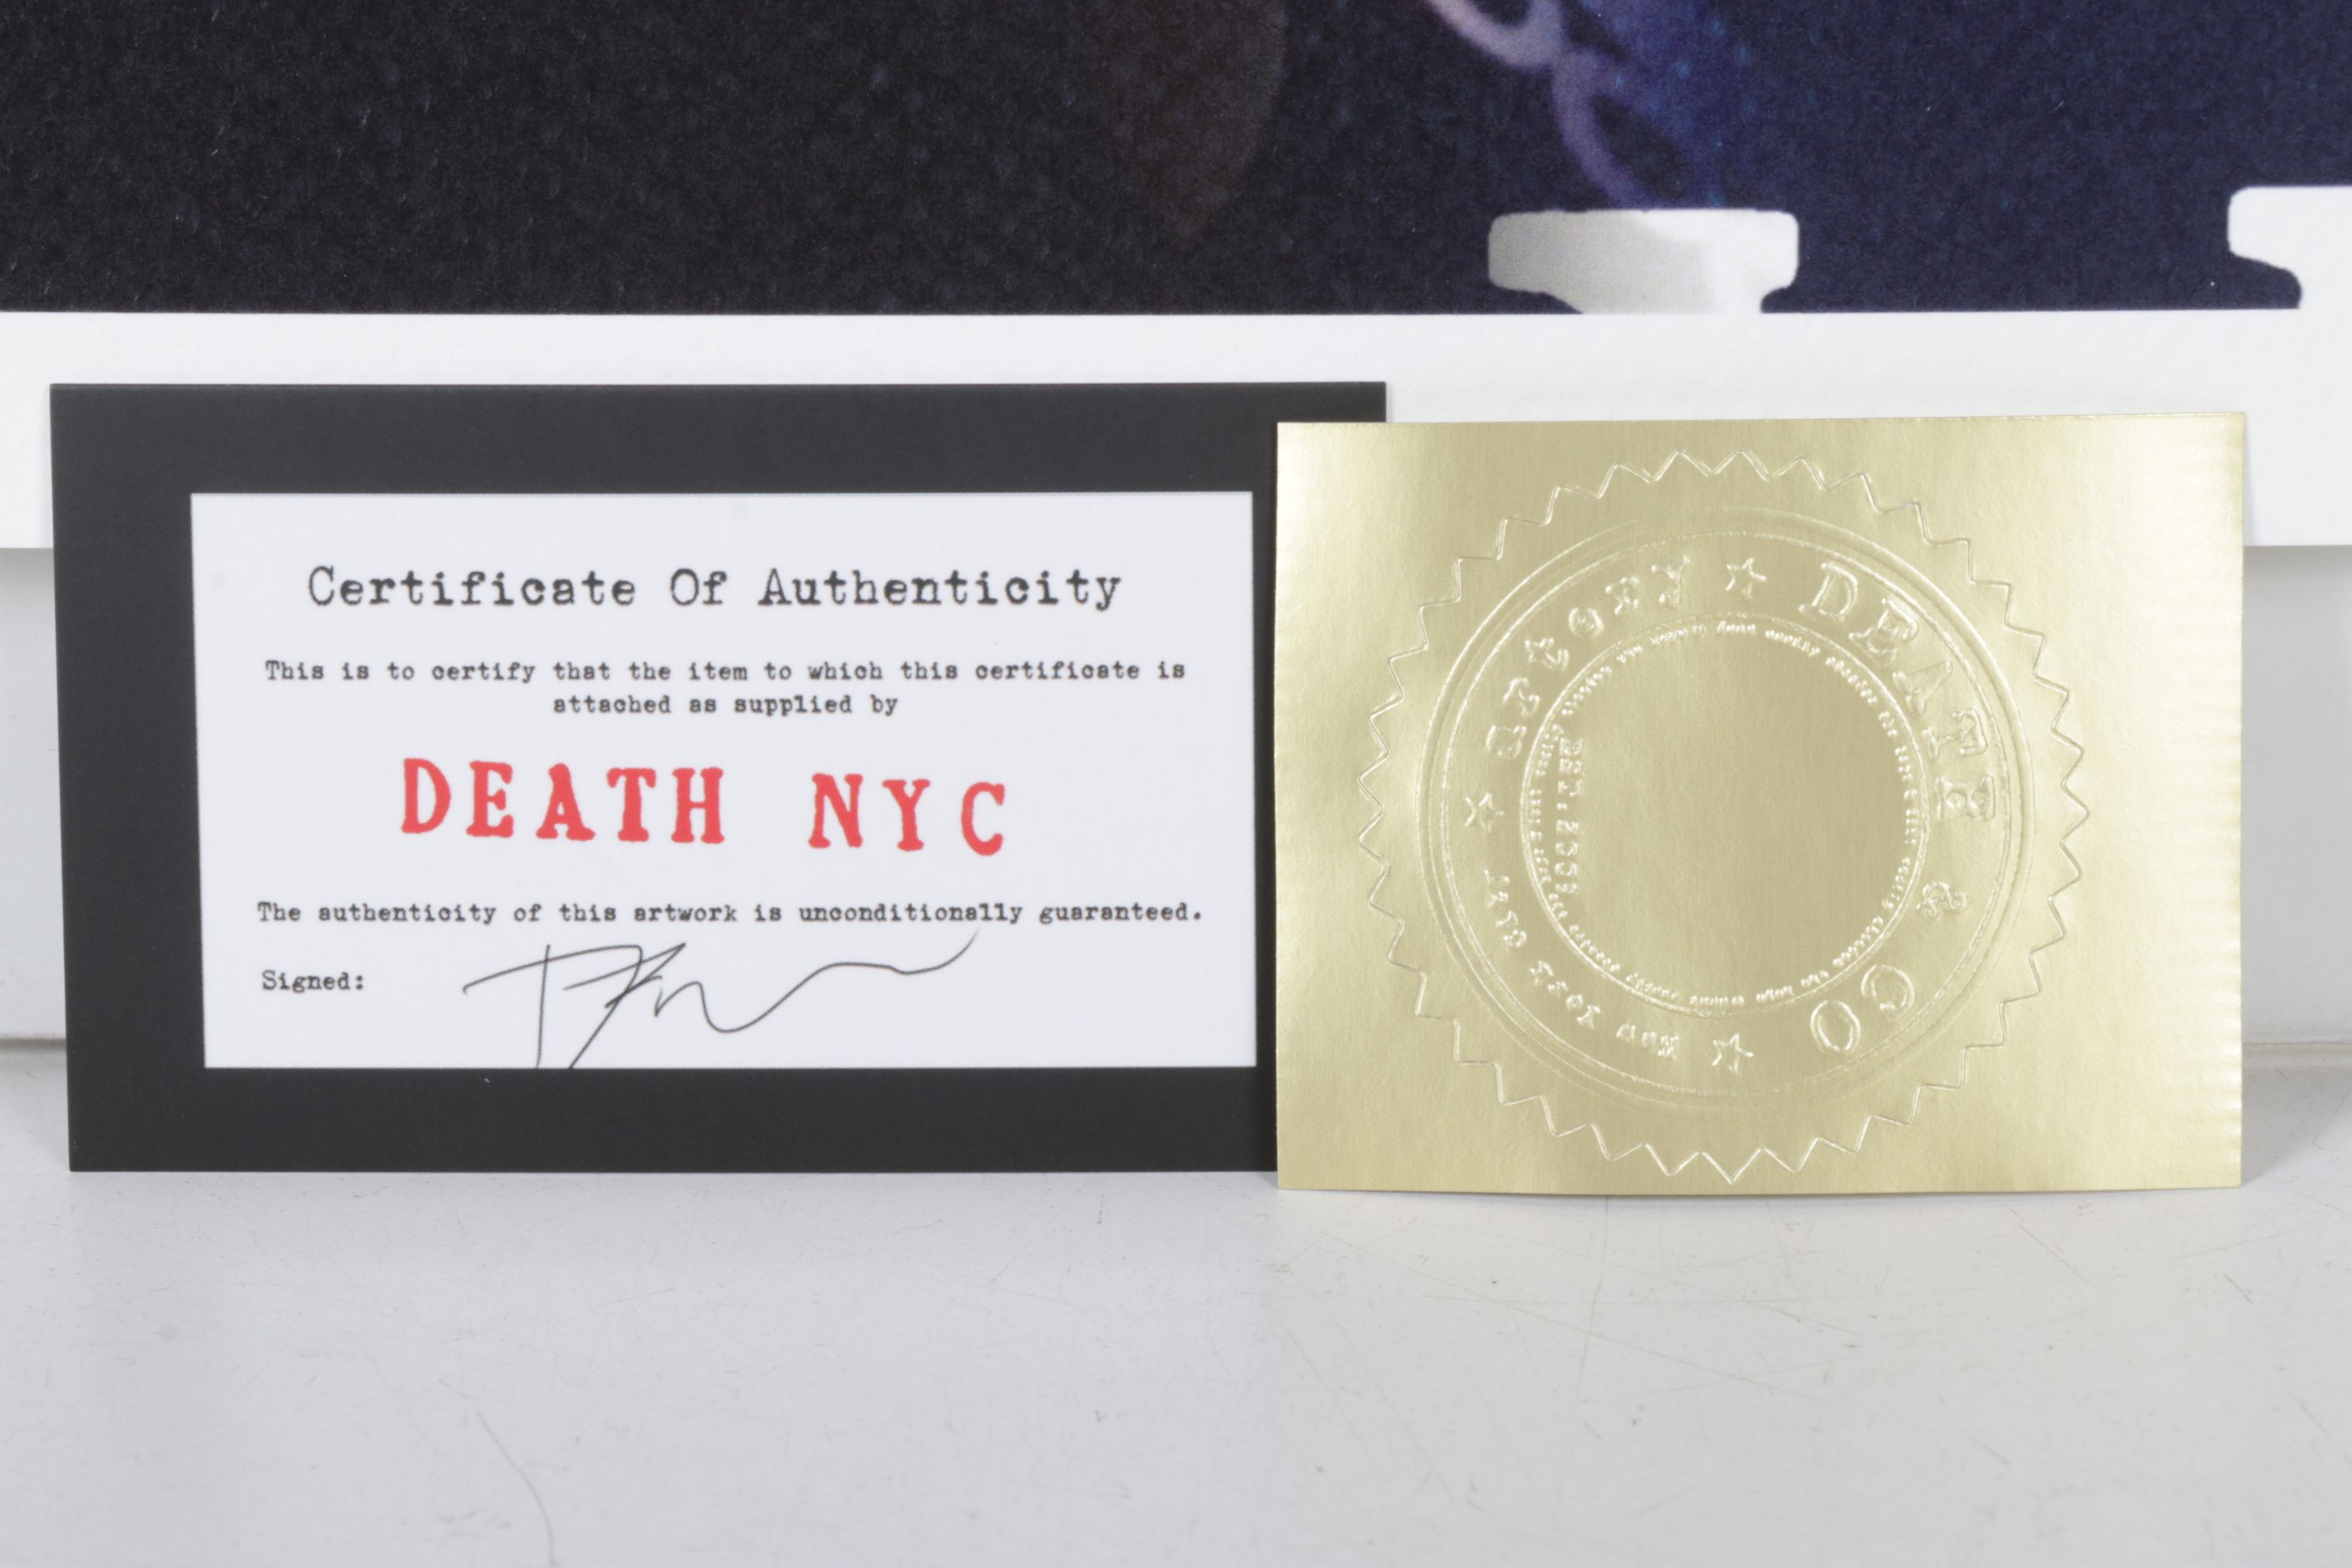 Certificate Of Authenticity
This is to certify that the item to which this certificate is
attached as supplied by
DEATH NYC
The authenticity of this artwork is unconditionally guaranteed.
Signed:
DEATH & CO
artory